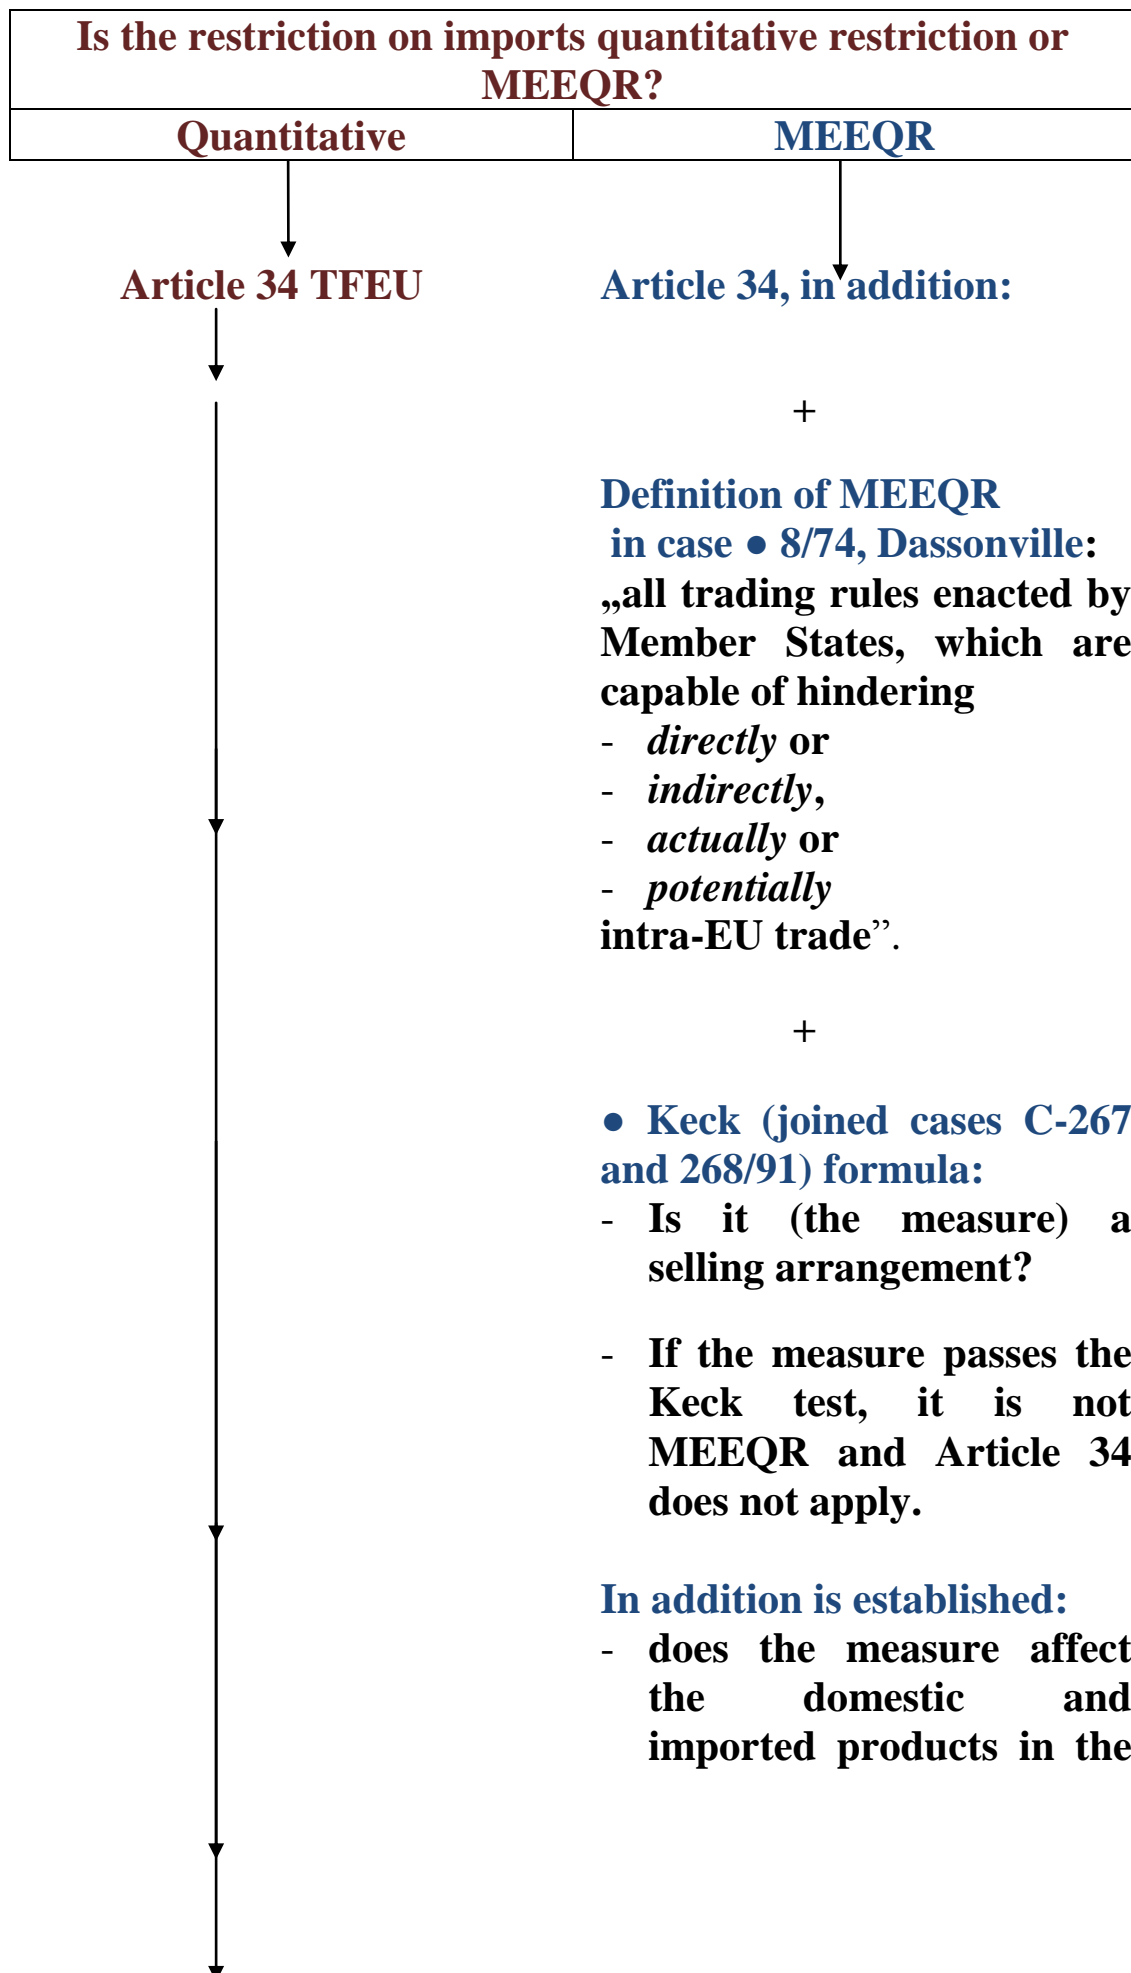 Is the restriction on imports quantitative restriction or
MEEQR?
Quantitative
MEEQR
Article 34 TFEU
Article 34, in addition:
+
Definition of MEEQR
in case ● 8/74, Dassonville:
„all trading rules enacted by
Member States, which are
capable of hindering
- directly or
- indirectly,
- actually or
- potentially
intra-EU trade”.
+
● Keck (joined cases C-267
and 268/91) formula:
- Is it (the measure) a
selling arrangement?
- If the measure passes the
Keck test, it is not
MEEQR and Article 34
does not apply.
In addition is established:
- does the measure affect
the domestic and
imported products in the